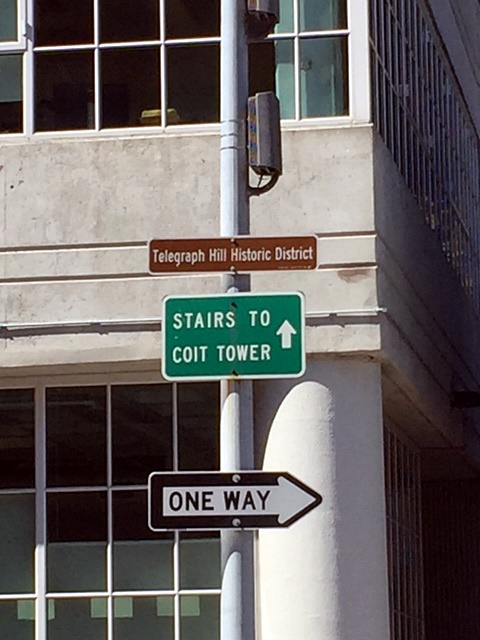 Telegraph Hill Historic District
STAIRS TO
COIT TOWER
ONE WAY